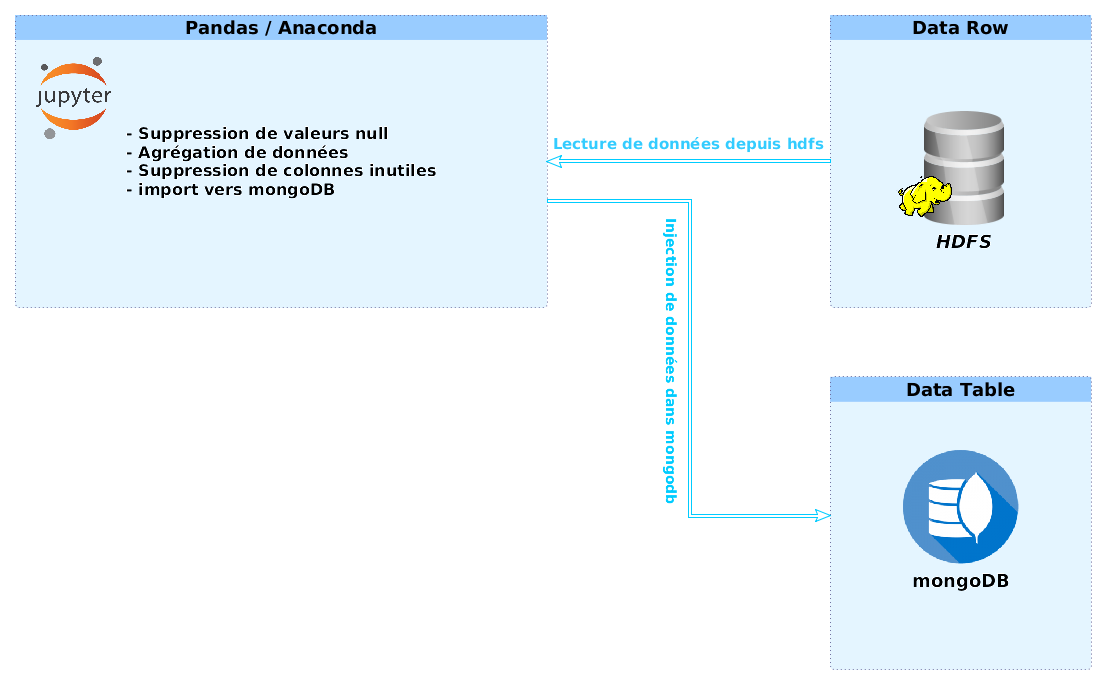 Pandas / Anaconda
jupyter
- Suppression de valeurs null
- Agrégation de données
- Suppression de colonnes inutiles
- import vers mongoDB
Lecture de données depuis hdfs
Injection de données dans mongodb
Data Row
HDFS
Data Table
mongoDB